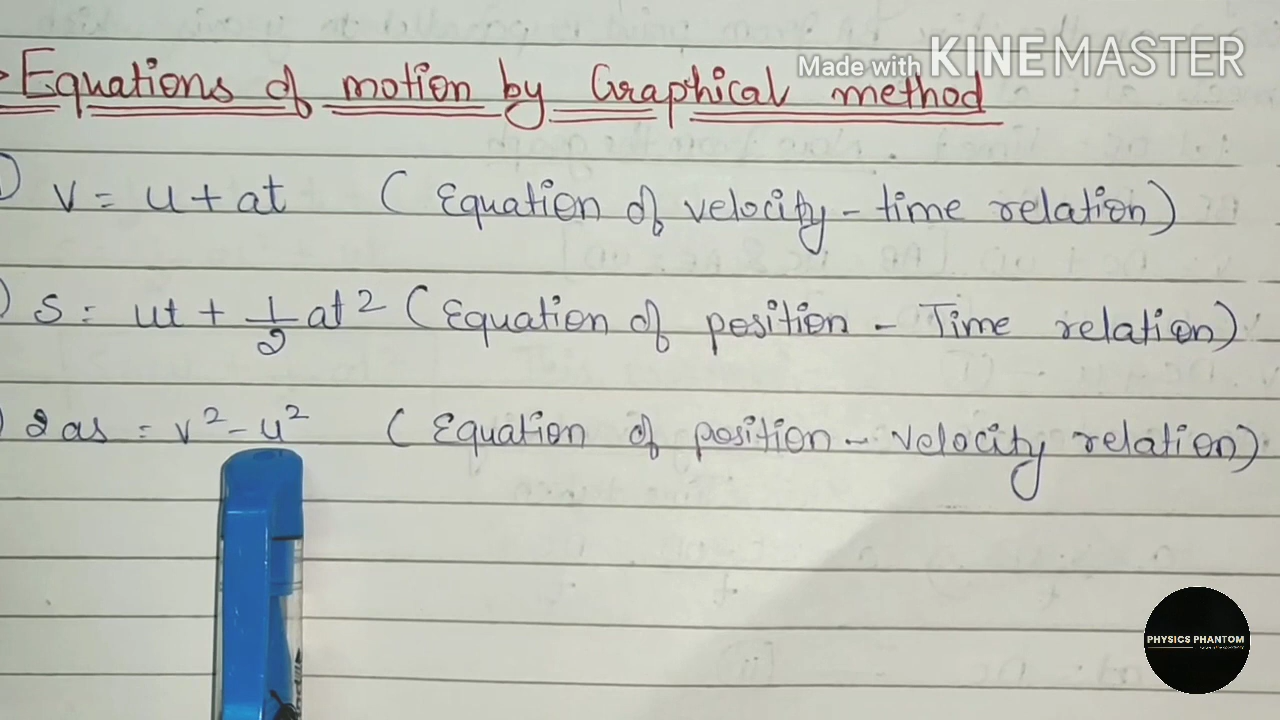 Made with KINEMASTER
Equations of motion by Graphical method
v = u + at ( Equation of velocity - time relation)
) s = ut + 1/2 at² ( Equation of position - Time relation)
) 2as = v² - u² ( Equation of position - velocity relation)
PHYSICS PHANTOM